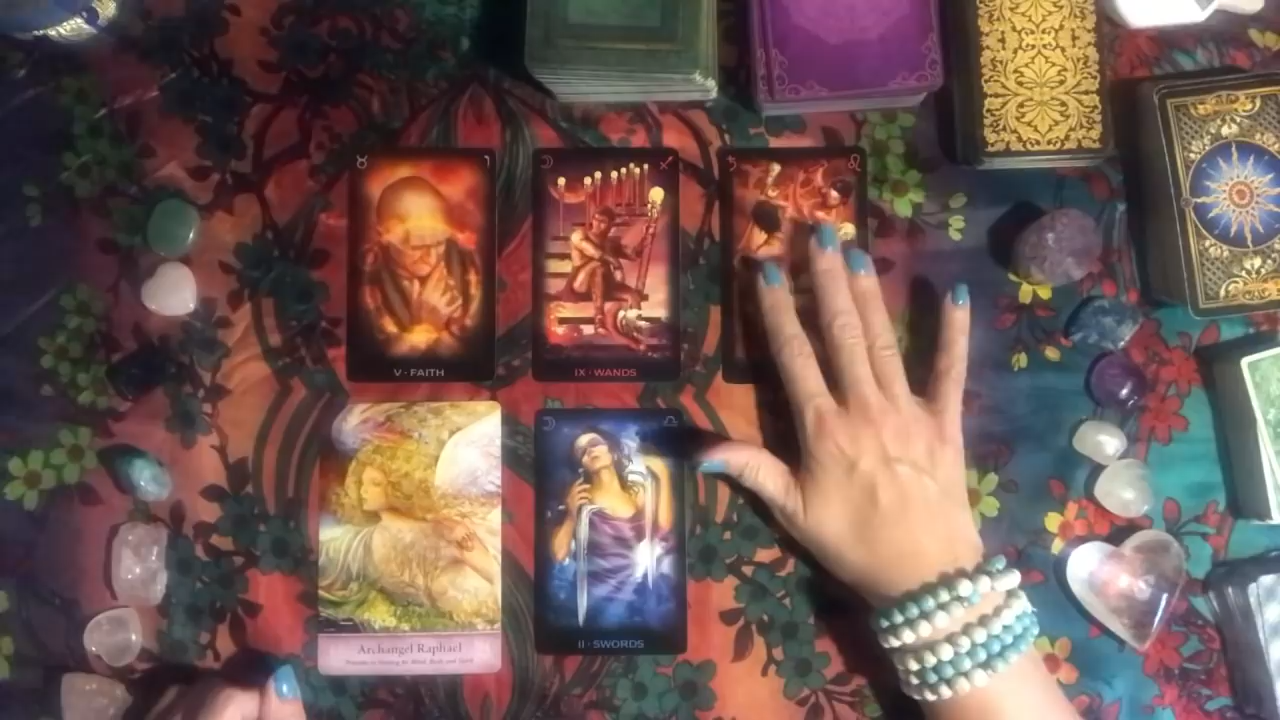 V · FAITH
IX · WANDS
Archangel Raphael
II · SWORDS